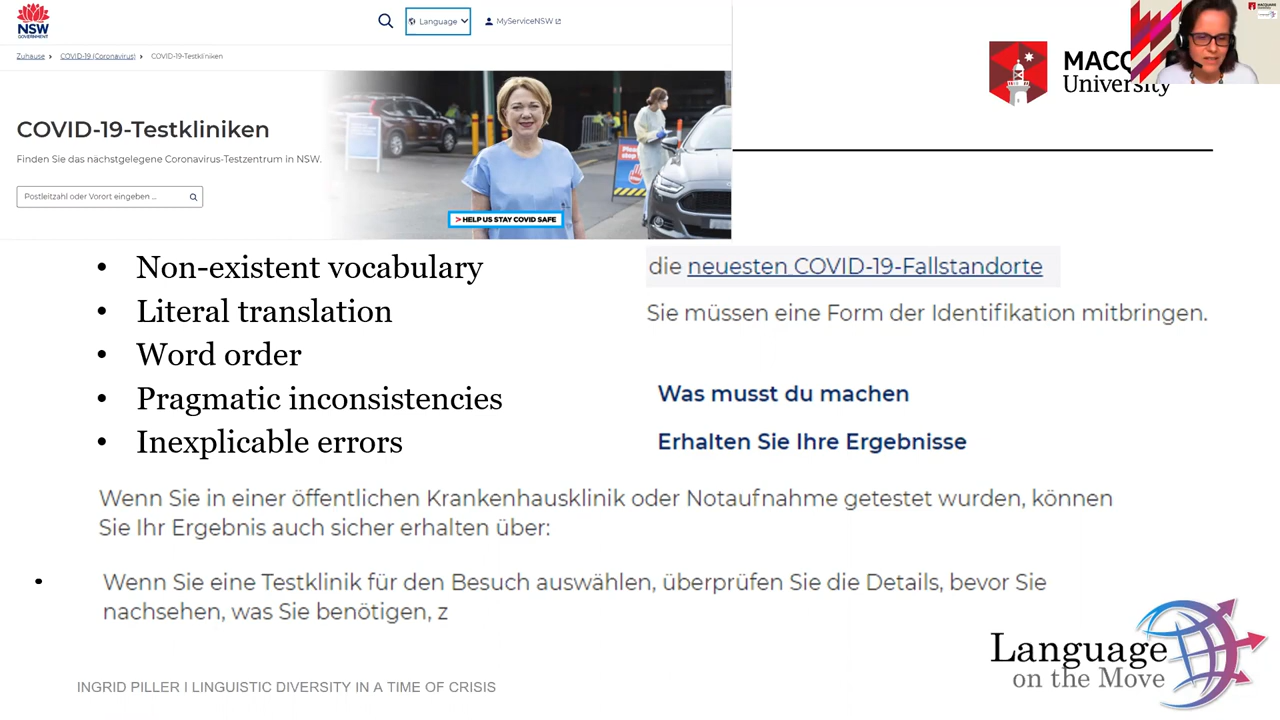 NSW
GOVERNMENT
Language
MyServiceNSW
Zuhause > COVID-19 (Coronavirus) > COVID-19-Testkliniken
COVID-19-Testkliniken
Finden Sie das nächstgelegene Coronavirus-Testzentrum in NSW.
Postleitzahl oder Vorort eingeben ...
> HELP US STAY COVID SAFE
University
• Non-existent vocabulary
• Literal translation
• Word order
• Pragmatic inconsistencies
• Inexplicable errors
die neuesten COVID-19-Fallstandorte
Sie müssen eine Form der Identifikation mitbringen.
Was musst du machen
Erhalten Sie Ihre Ergebnisse
Wenn Sie in einer öffentlichen Krankenhausklinik oder Notaufnahme getestet wurden, können
Sie Ihr Ergebnis auch sicher erhalten über:
• Wenn Sie eine Testklinik für den Besuch auswählen, überprüfen Sie die Details, bevor Sie
nachsehen, was Sie benötigen, z
Language
on the Move
INGRID PILLER I LINGUISTIC DIVERSITY IN A TIME OF CRISIS